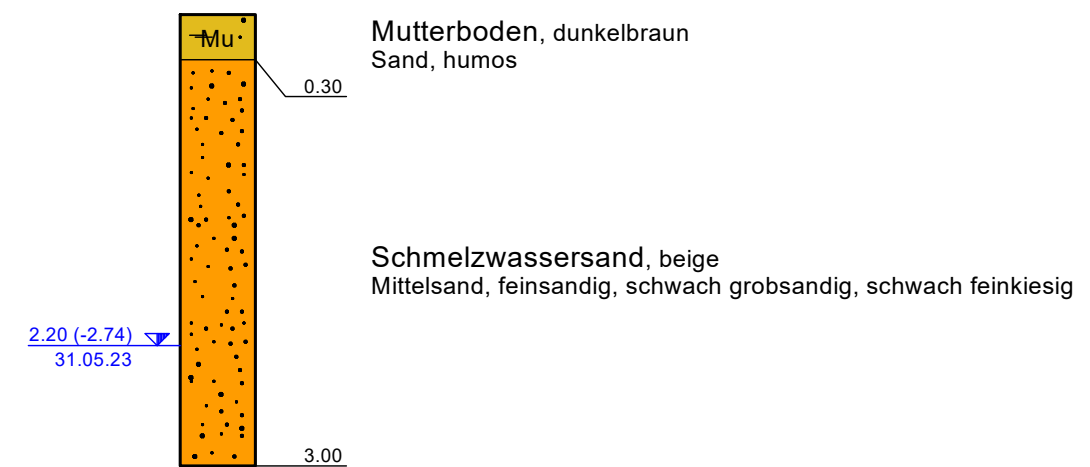 Mu
Mutterboden, dunkelbraun
Sand, humos
0.30
Schmelzwassersand, beige
Mittelsand, feinsandig, schwach grobsandig, schwach feinkiesig
2.20 (-2.74)
31.05.23
3.00